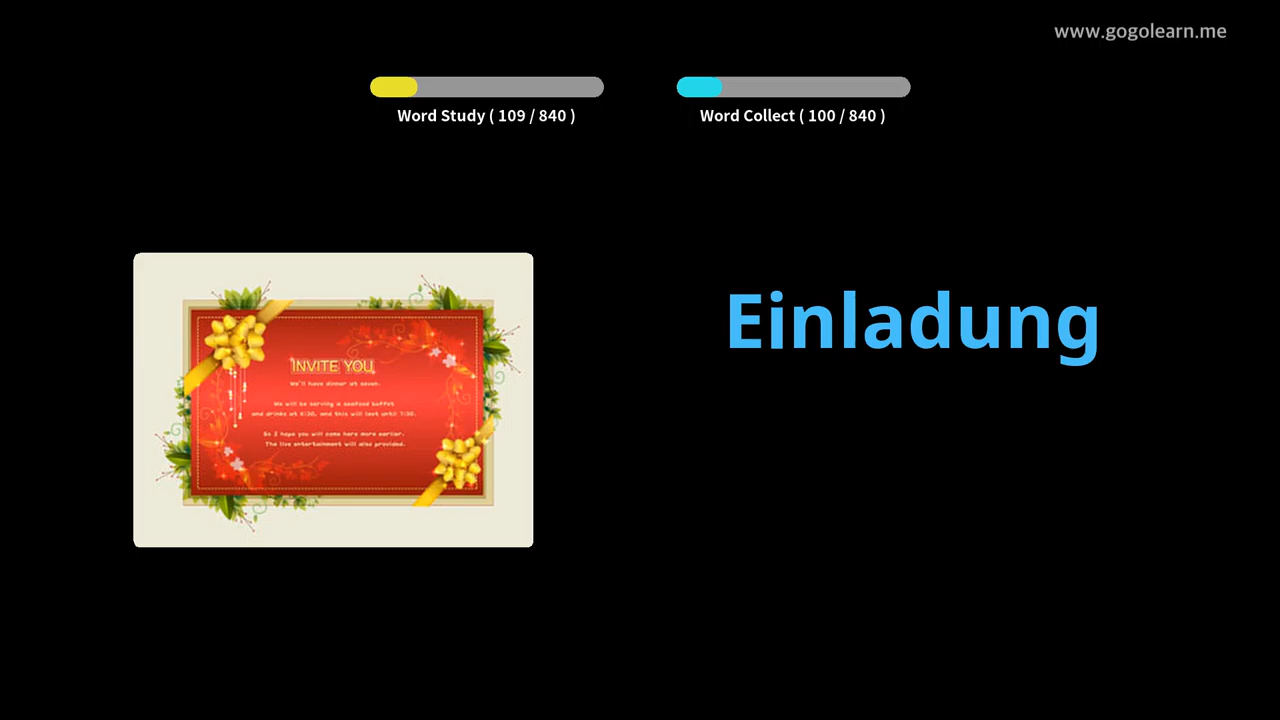 www.gogolearn.me
Word Study ( 109 / 840 )
Word Collect ( 100 / 840 )
Einladung
INVITE YOU
We'll have dinner at seven.
We will be serving a seafood buffet
and drinks at 6:30, and this will last until 7:30.
So I hope you will come here more earlier.
The live entertainment will also provided.